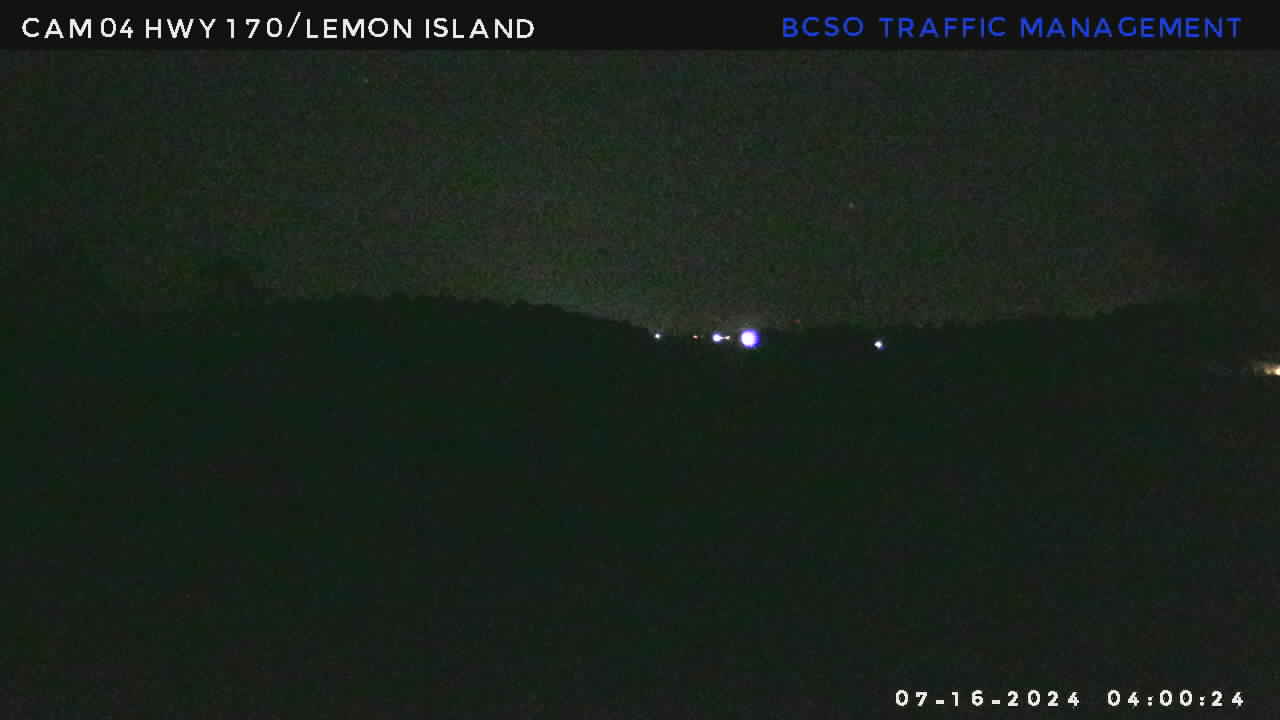 CAM04 HWY 170/LEMON ISLAND
BCSO TRAFFIC MANAGEMENT
07-16-2024 04:00:24